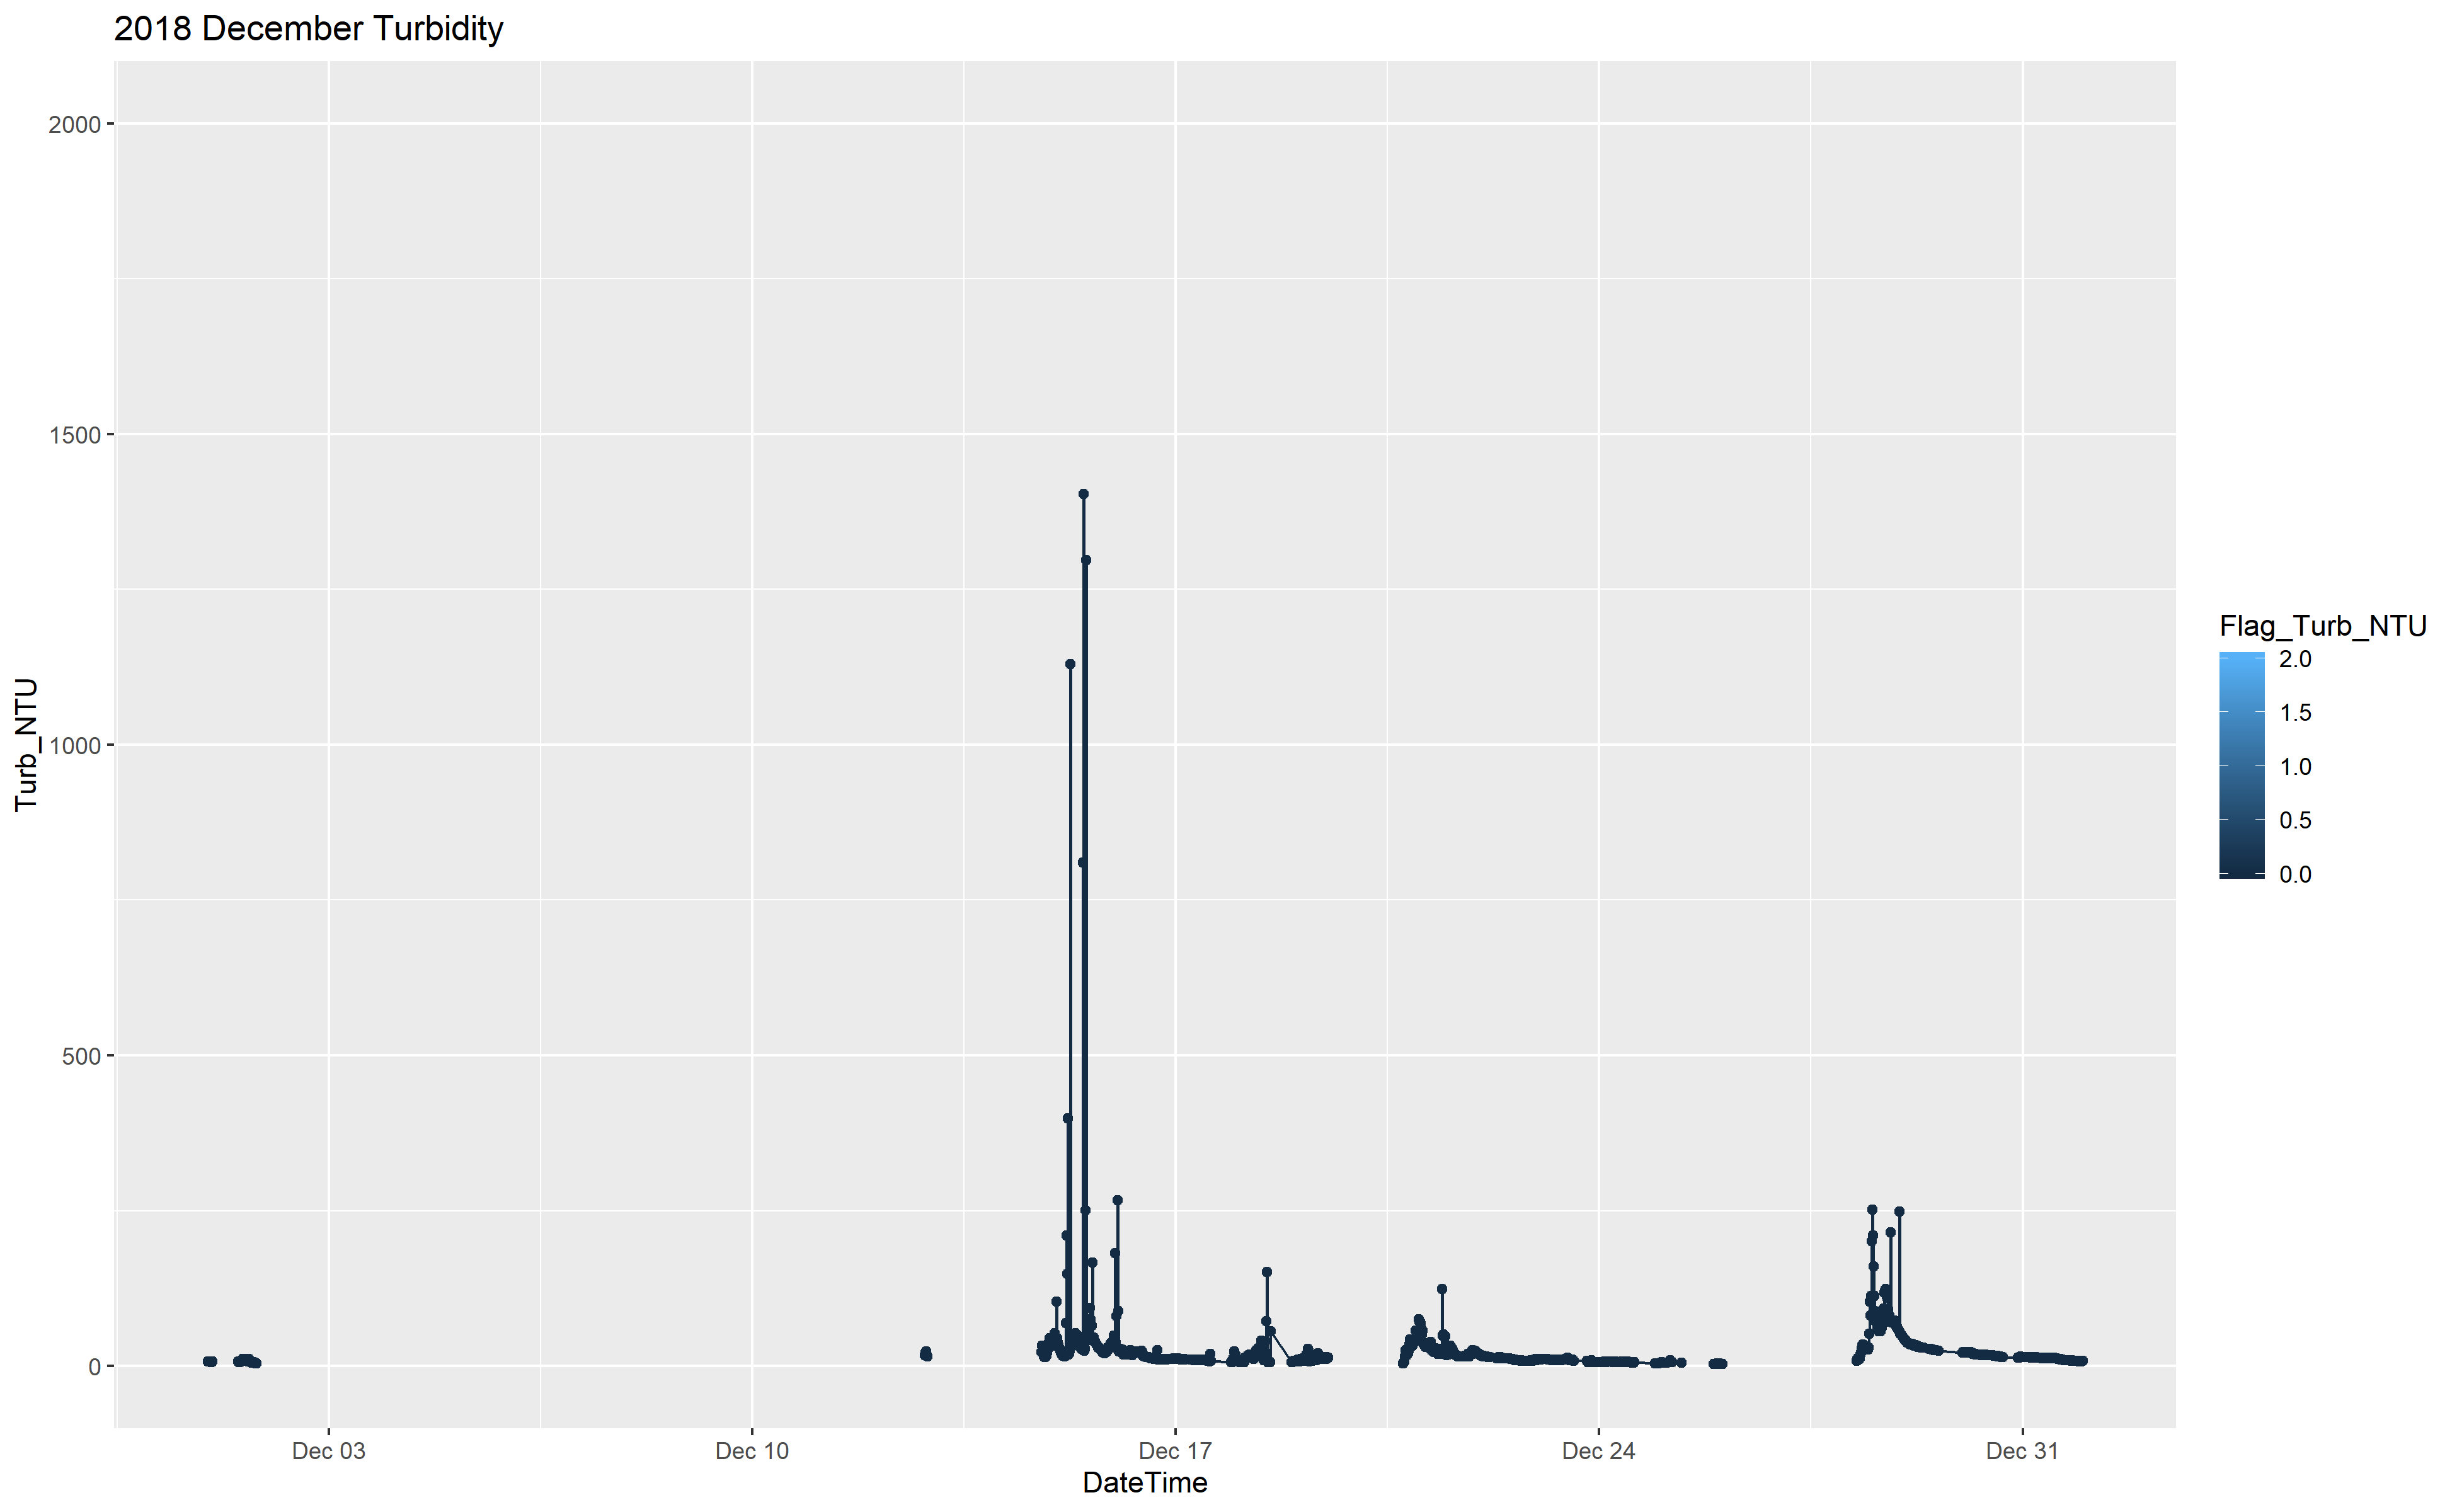 2018 December Turbidity
2000
1500
1000
500
0
Turb_NTU
Dec 03
Dec 10
Dec 17
Dec 24
Dec 31
DateTime
Flag_Turb_NTU
2.0
1.5
1.0
0.5
0.0